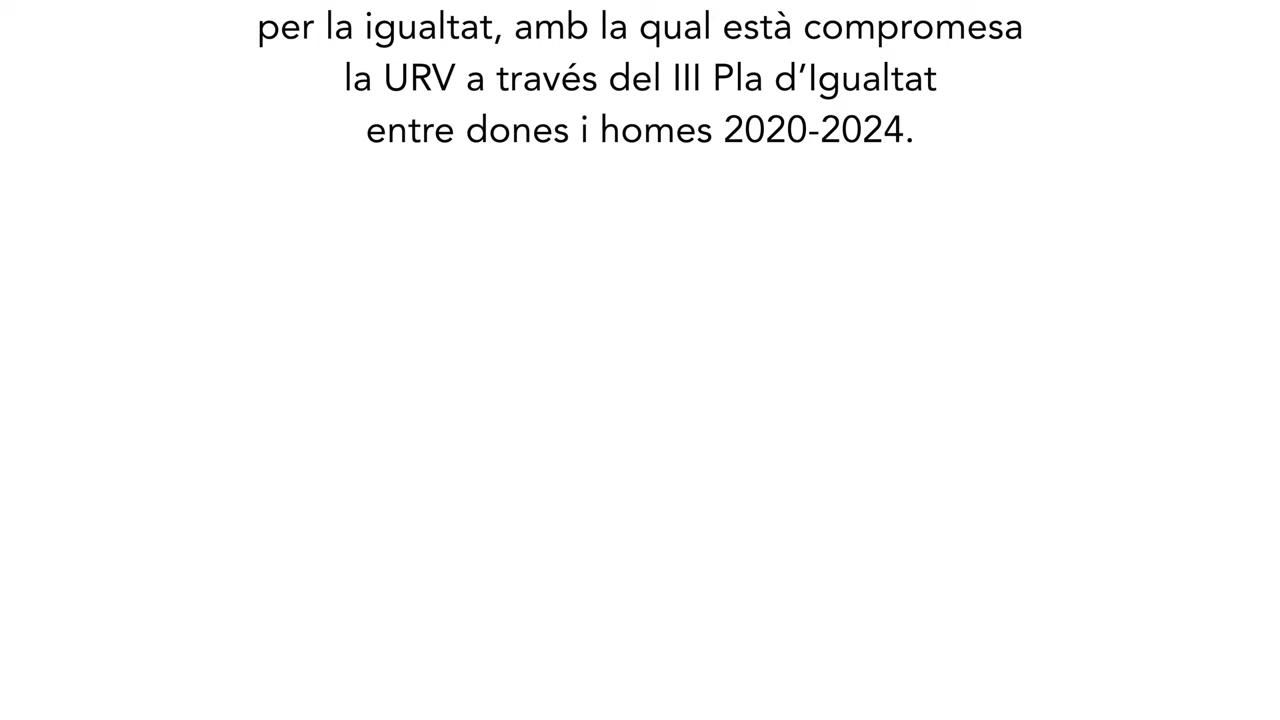 per la igualtat, amb la qual està compromesa
la URV a través del III Pla d’Igualtat
entre dones i homes 2020-2024.